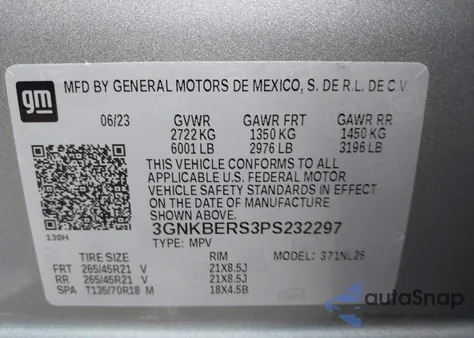 gm
MFD BY GENERAL MOTORS DE MEXICO, S. DE R.L. DE C.V.
06/23 GVWR GAWR FRT GAWR RR
2722 KG 1350 KG 1450 KG
6001 LB 2976 LB 3196 LB
THIS VEHICLE CONFORMS TO ALL
APPLICABLE U.S. FEDERAL MOTOR
VEHICLE SAFETY STANDARDS IN EFFECT
ON THE DATE OF MANUFACTURE
SHOWN ABOVE.
3GNKBERS3PS232297
130H
TYPE: MPV MODEL: 371NL26
TIRE SIZE RIM
FRT 265/45R21 V 21X8.5J
RR 265/45R21 V 21X8.5J
SPA T135/70R18 M 18X4.5B
autoSnap